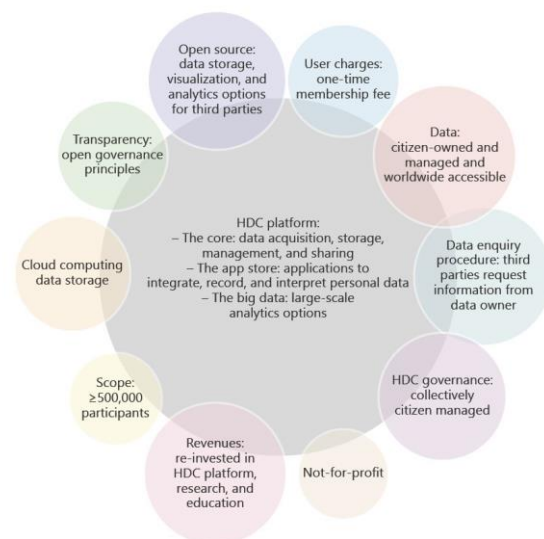 Open source:
data storage,
visualization, and
analytics options
for third parties
User charges:
one-time
membership fee
Transparency:
open governance
principles
Data:
citizen-owned and
managed and
worldwide accessible
HDC platform:
– The core: data acquisition, storage,
management, and sharing
– The app store: applications to
integrate, record, and interpret personal data
– The big data: large-scale
analytics options
Cloud computing
data storage
Data enquiry
procedure: third
parties request
information from
data owner
Scope:
≥500,000
participants
HDC governance:
collectively
citizen managed
Revenues:
re-invested in
HDC platform,
research, and
education
Not-for-profit